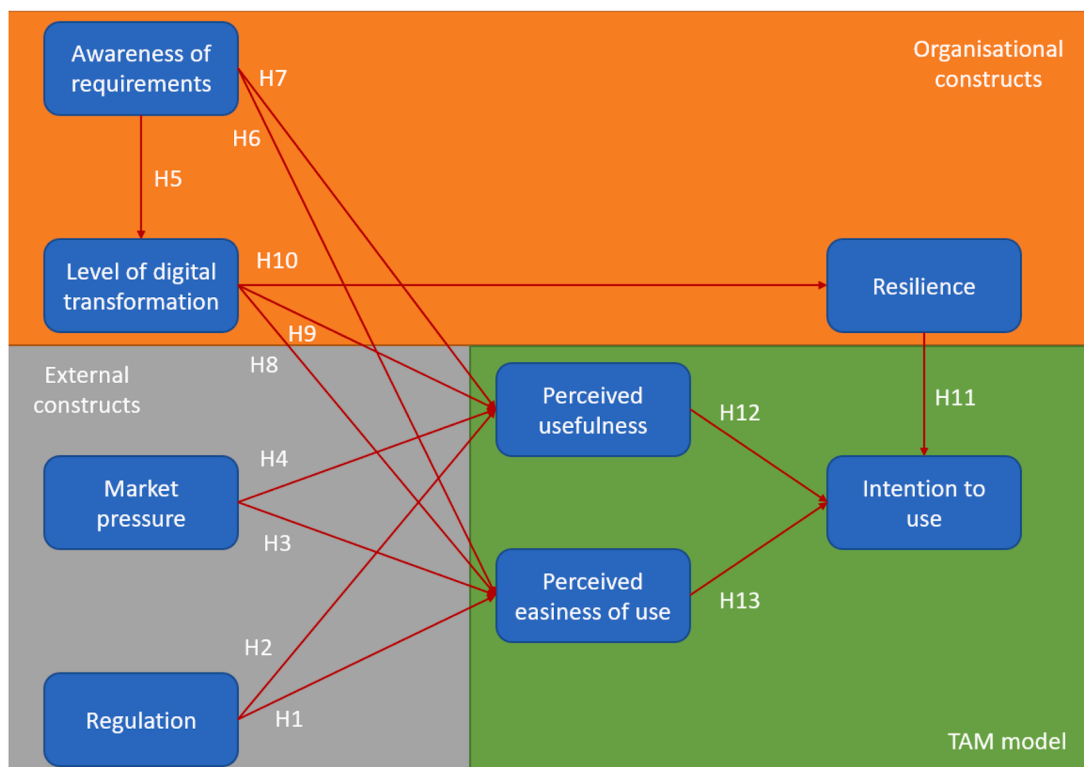 Awareness of
requirements
Organisational
constructs
H7
H6
H5
Level of digital
transformation
H10
Resilience
H9
H8
External
constructs
Perceived
usefulness
H12
H11
H4
Market
pressure
H3
Intention to
use
Perceived
easiness of use
H13
H2
Regulation
H1
TAM model